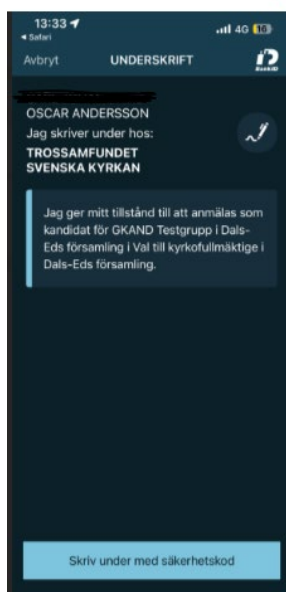 13:33
◄ Safari
4G 10
Avbryt
UNDERSKRIFT
BankID
OSCAR ANDERSSON
Jag skriver under hos:
TROSSAMFUNDET
SVENSKA KYRKAN
Jag ger mitt tillstånd till att anmälas som
kandidat för GKAND Testgrupp i Dals-
Eds församling i Val till kyrkofullmäktige i
Dals-Eds församling.
Skriv under med säkerhetskod